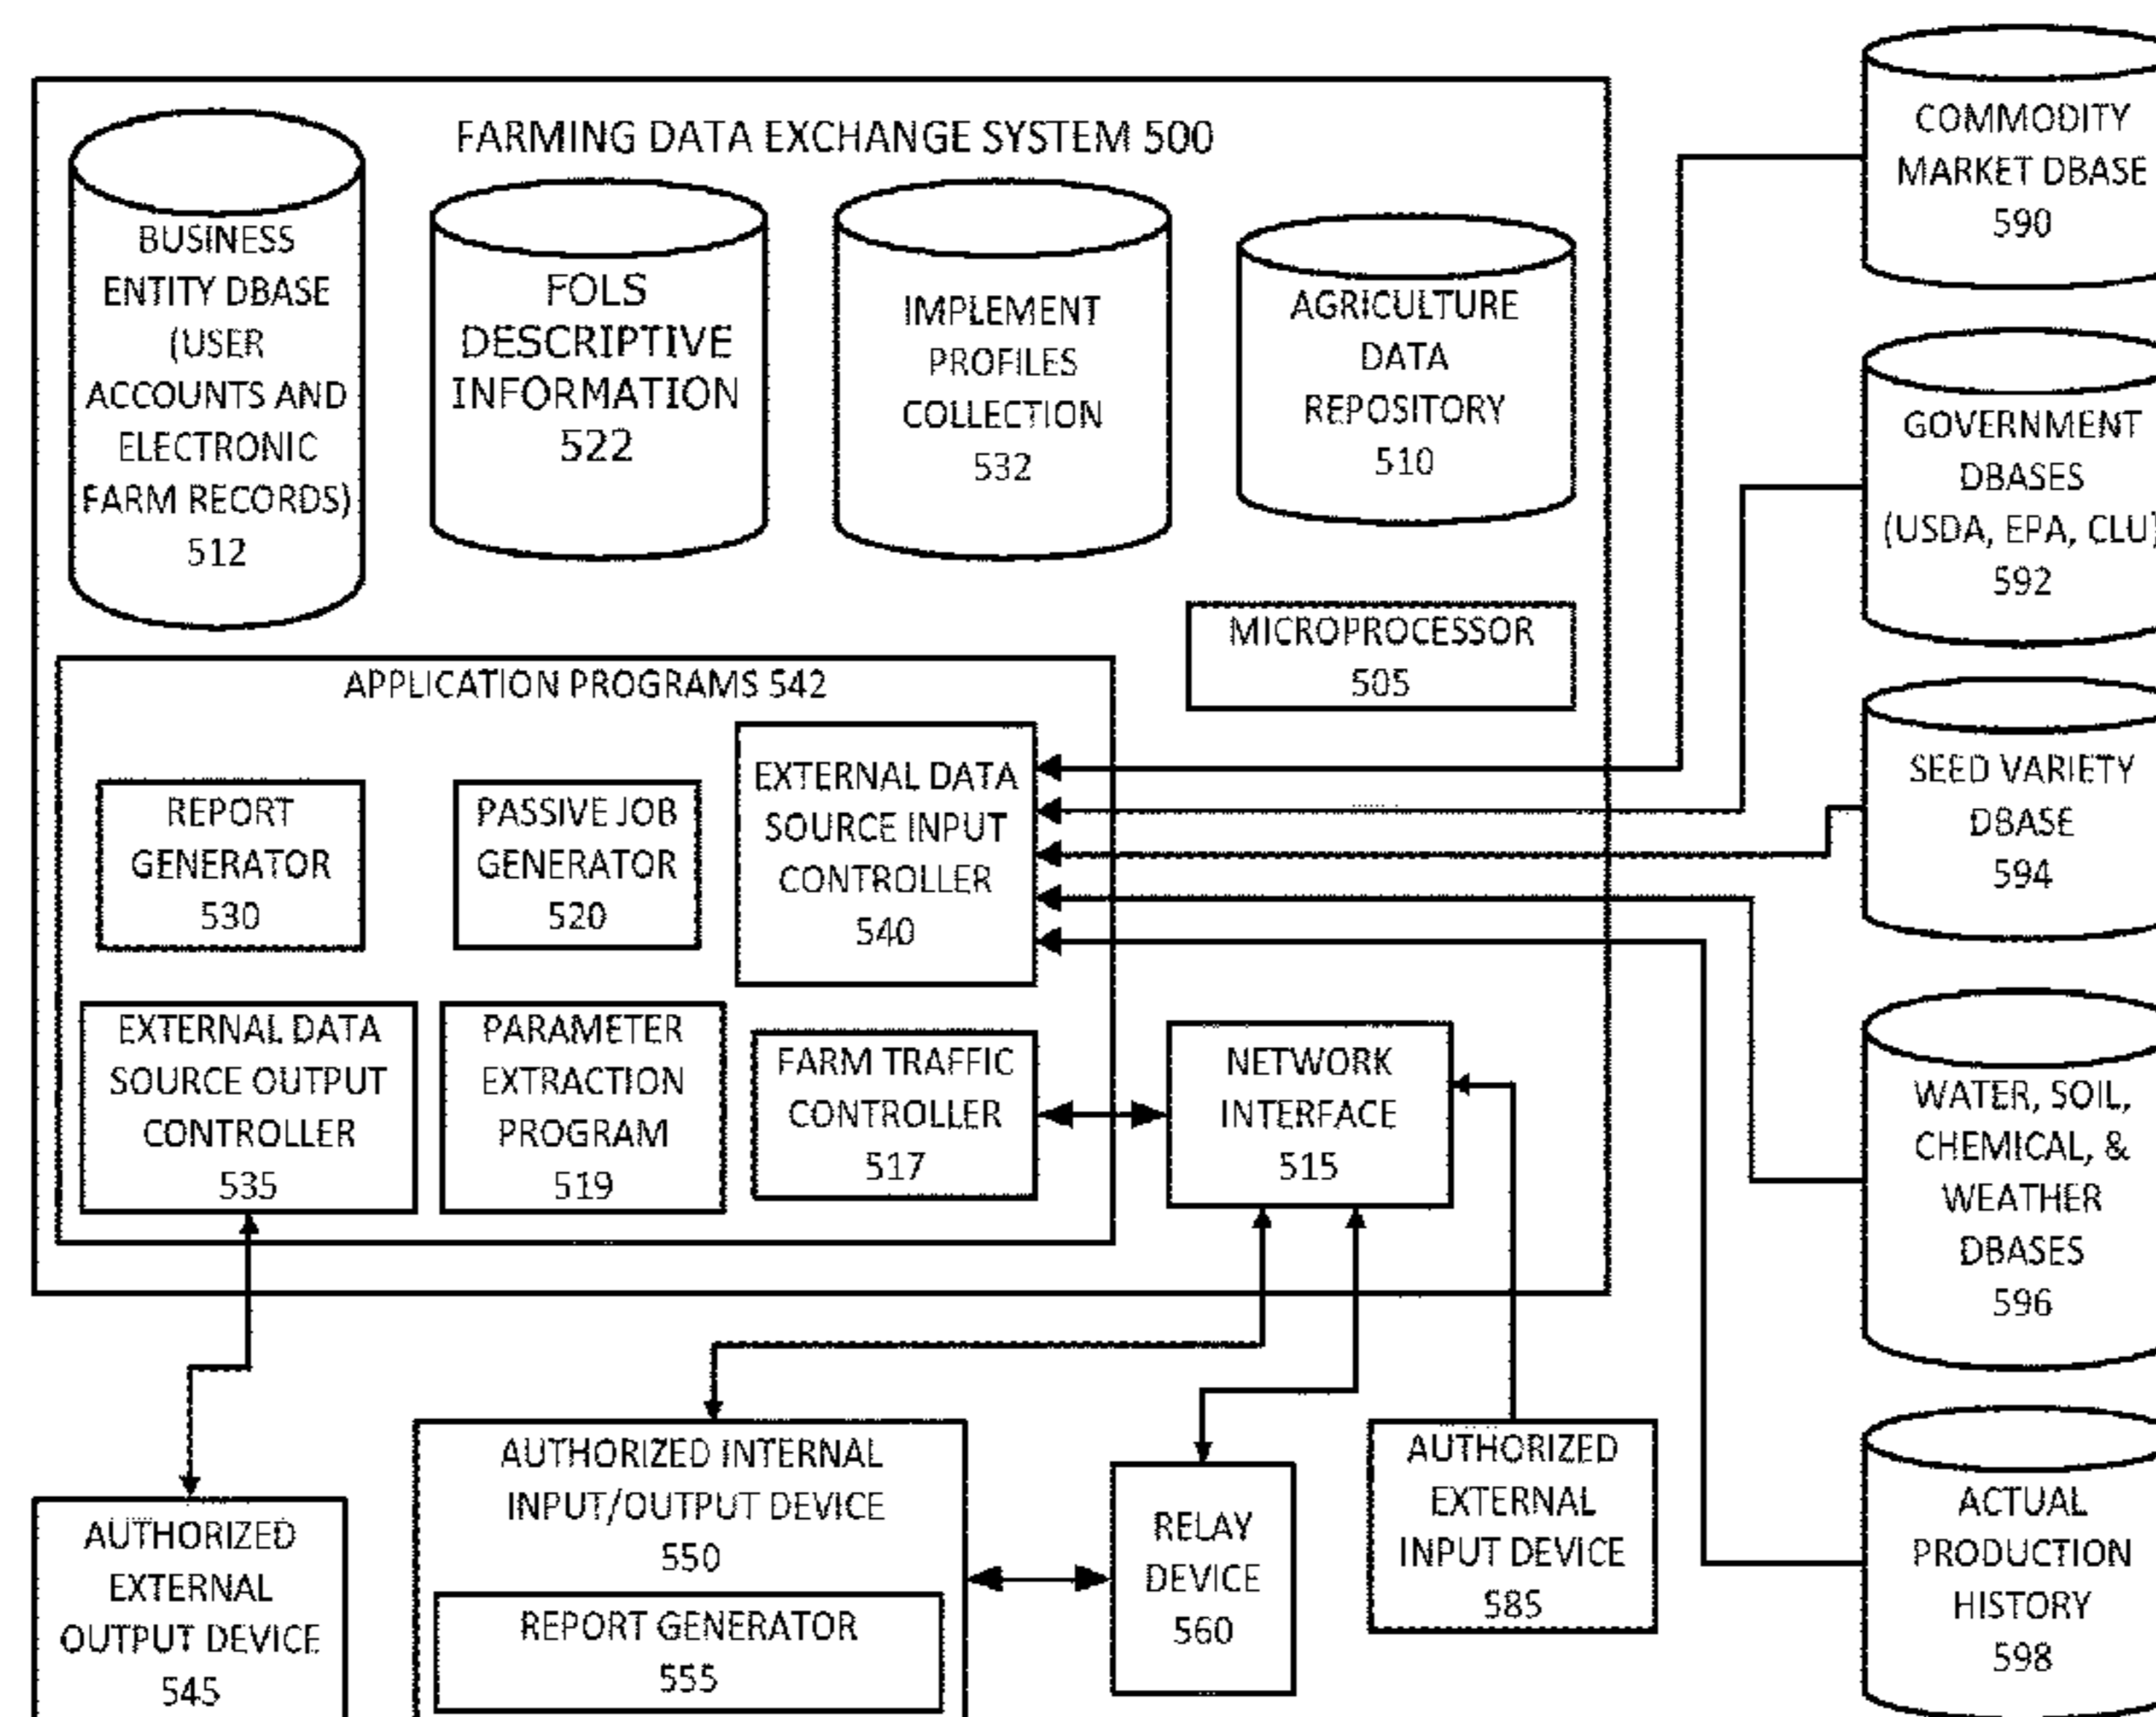 FARMING DATA EXCHANGE SYSTEM 500
BUSINESS
ENTITY DBASE
(USER
ACCOUNTS AND
ELECTRONIC
FARM RECORDS)
512
FOLS
DESCRIPTIVE
INFORMATION
522
IMPLEMENT
PROFILES
COLLECTION
532
AGRICULTURE
DATA
REPOSITORY
510
MICROPROCESSOR
505
APPLICATION PROGRAMS 542
REPORT
GENERATOR
530
PASSIVE JOB
GENERATOR
520
EXTERNAL DATA
SOURCE INPUT
CONTROLLER
540
EXTERNAL DATA
SOURCE OUTPUT
CONTROLLER
535
PARAMETER
EXTRACTION
PROGRAM
519
FARM TRAFFIC
CONTROLLER
517
NETWORK
INTERFACE
515
COMMODITY
MARKET DBASE
590
GOVERNMENT
DBASES
(USDA, EPA, CLU)
592
SEED VARIETY
DBASE
594
WATER, SOIL,
CHEMICAL, &
WEATHER
DBASES
596
ACTUAL
PRODUCTION
HISTORY
598
AUTHORIZED
EXTERNAL
OUTPUT DEVICE
545
AUTHORIZED INTERNAL
INPUT/OUTPUT DEVICE
550
REPORT GENERATOR
555
RELAY
DEVICE
560
AUTHORIZED
EXTERNAL
INPUT DEVICE
585